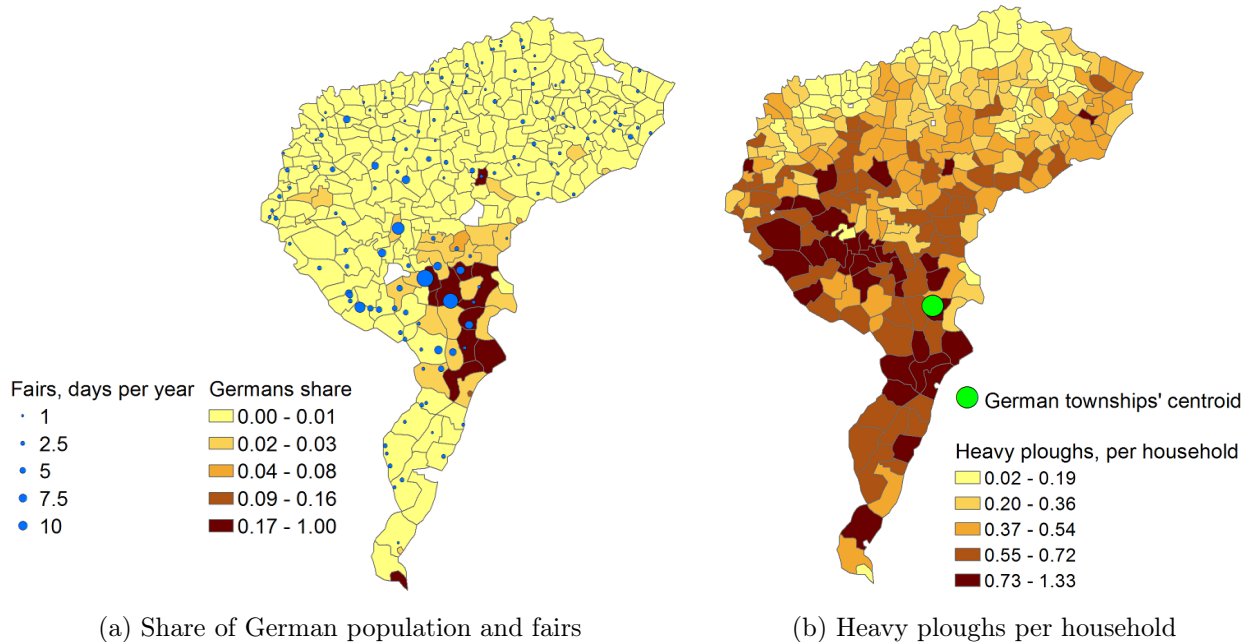 Fairs, days per year
1
2.5
5
7.5
10
Germans share
0.00 - 0.01
0.02 - 0.03
0.04 - 0.08
0.09 - 0.16
0.17 - 1.00
German townships' centroid
Heavy ploughs, per household
0.02 - 0.19
0.20 - 0.36
0.37 - 0.54
0.55 - 0.72
0.73 - 1.33
(a) Share of German population and fairs
(b) Heavy ploughs per household